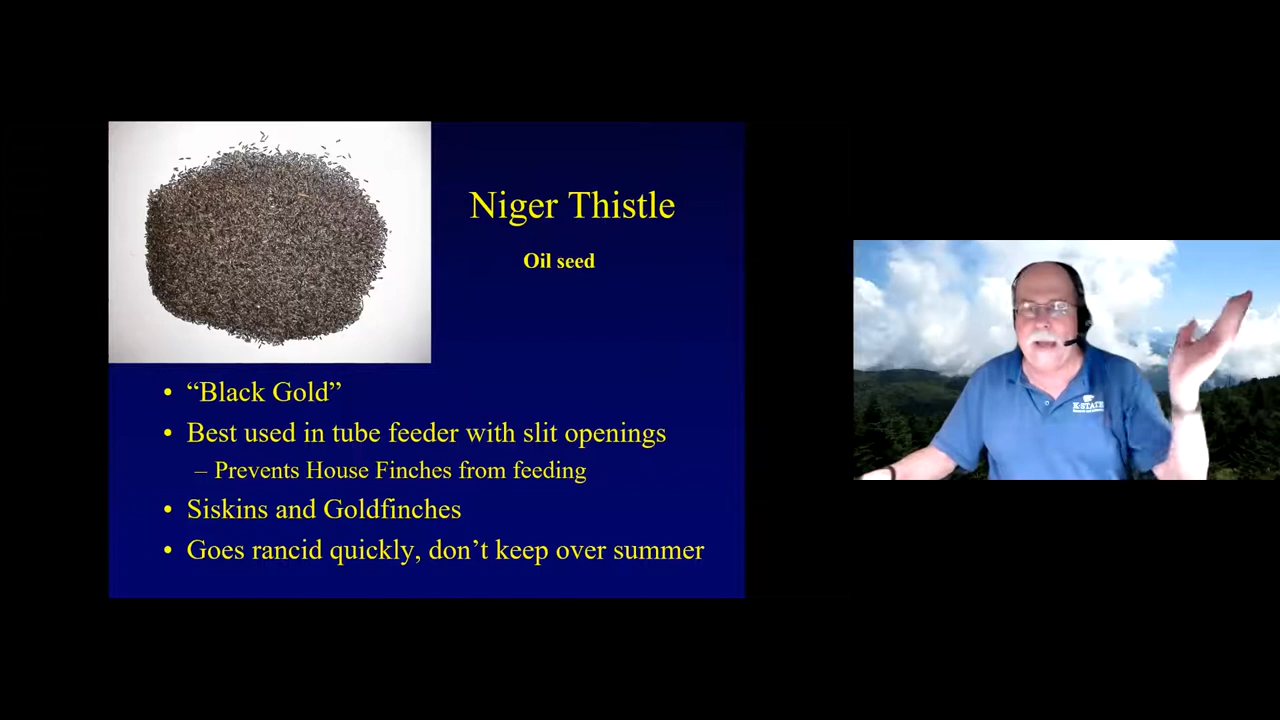 Niger Thistle
Oil seed
• “Black Gold”
• Best used in tube feeder with slit openings
– Prevents House Finches from feeding
• Siskins and Goldfinches
• Goes rancid quickly, don’t keep over summer
K-STATE